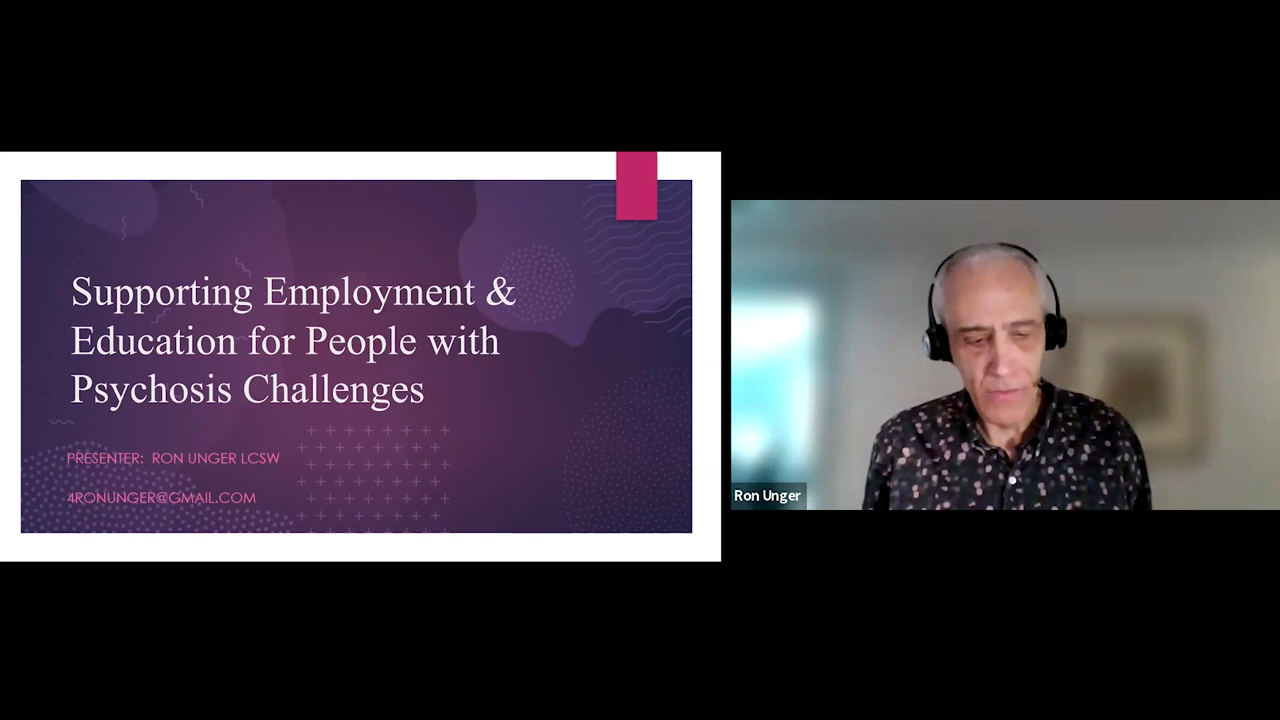 Supporting Employment &
Education for People with
Psychosis Challenges
PRESENTER: RON UNGER LCSW
4RONUNGER@GMAIL.COM
Ron Unger